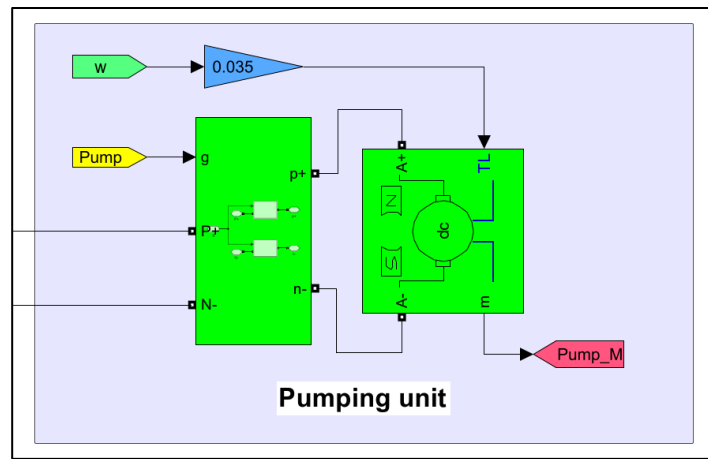 w
0.035
Pump
g
P+
N-
p+
n-
A+
TL
dc
N
S
A-
m
Pump_M
Pumping unit